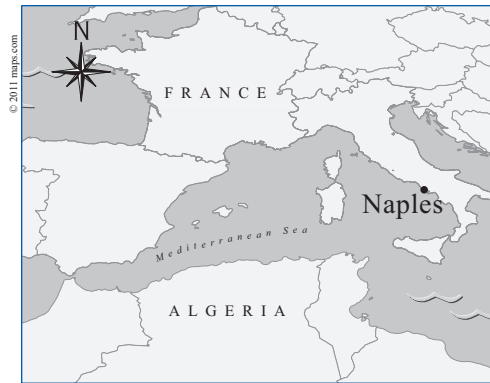 © 2011 maps.com
N
FRANCE
Naples
Mediterranean Sea
ALGERIA